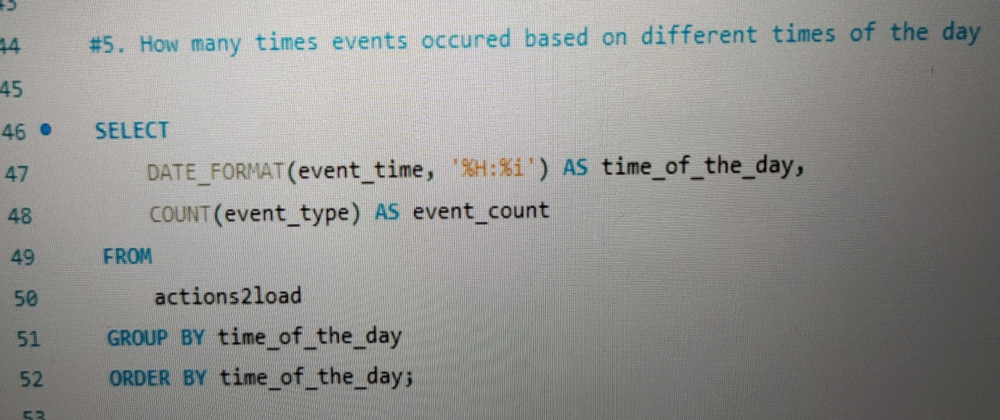 44 #5. How many times events occured based on different times of the day
45
46 SELECT
47 DATE_FORMAT(event_time, '%H:%i') AS time_of_the_day,
48 COUNT(event_type) AS event_count
49 FROM
50 actions2load
51 GROUP BY time_of_the_day
52 ORDER BY time_of_the_day;
53